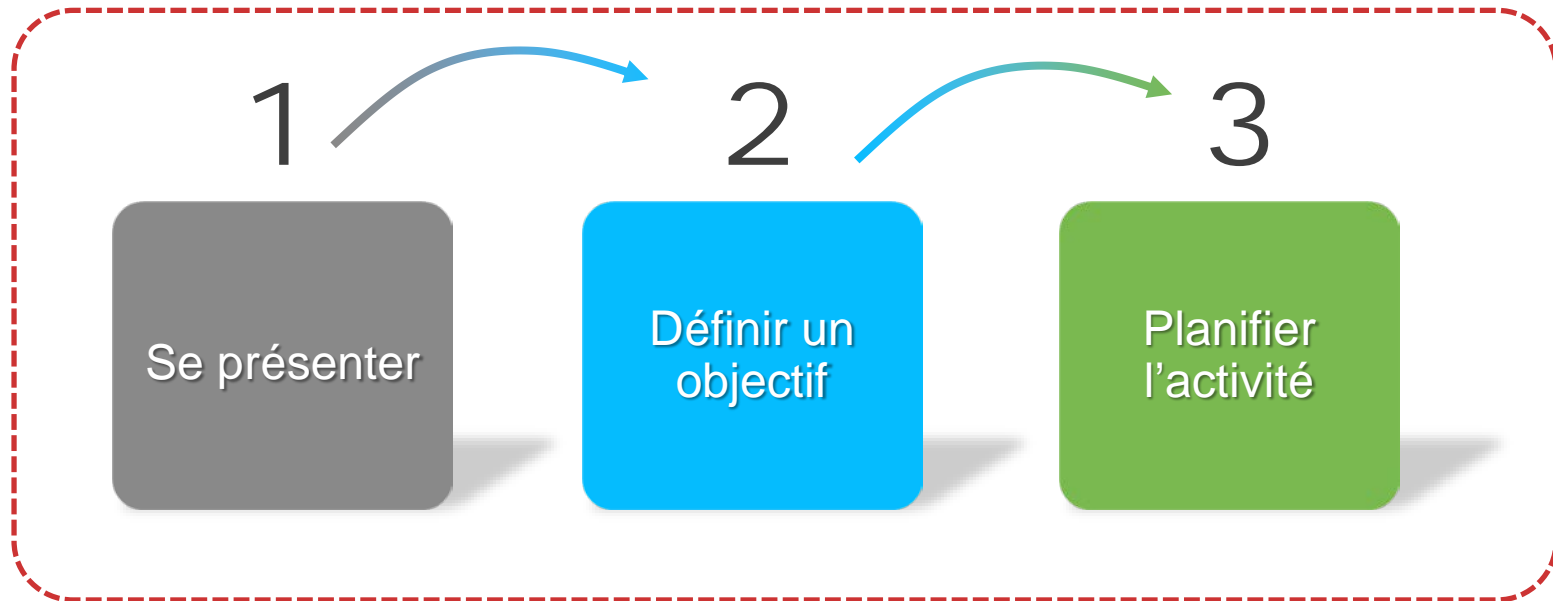 1
2
3
Se présenter
Définir un
objectif
Planifier
l’activité